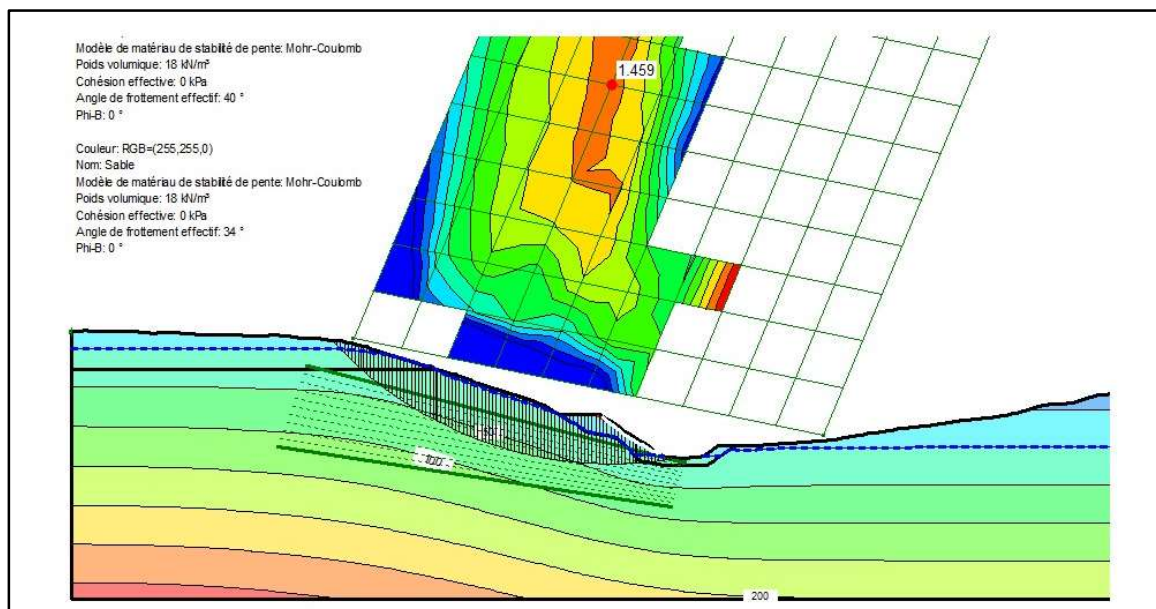 Modèle de matériau de stabilité de pente: Mohr-Coulomb
Poids volumique: 18 kN/m³
Cohésion effective: 0 kPa
Angle de frottement effectif: 40 °
Phi-B: 0 °
Couleur: RGB=(255,255,0)
Nom: Sable
Modèle de matériau de stabilité de pente: Mohr-Coulomb
Poids volumique: 18 kN/m³
Cohésion effective: 0 kPa
Angle de frottement effectif: 34 °
Phi-B: 0 °
1.459
100
200